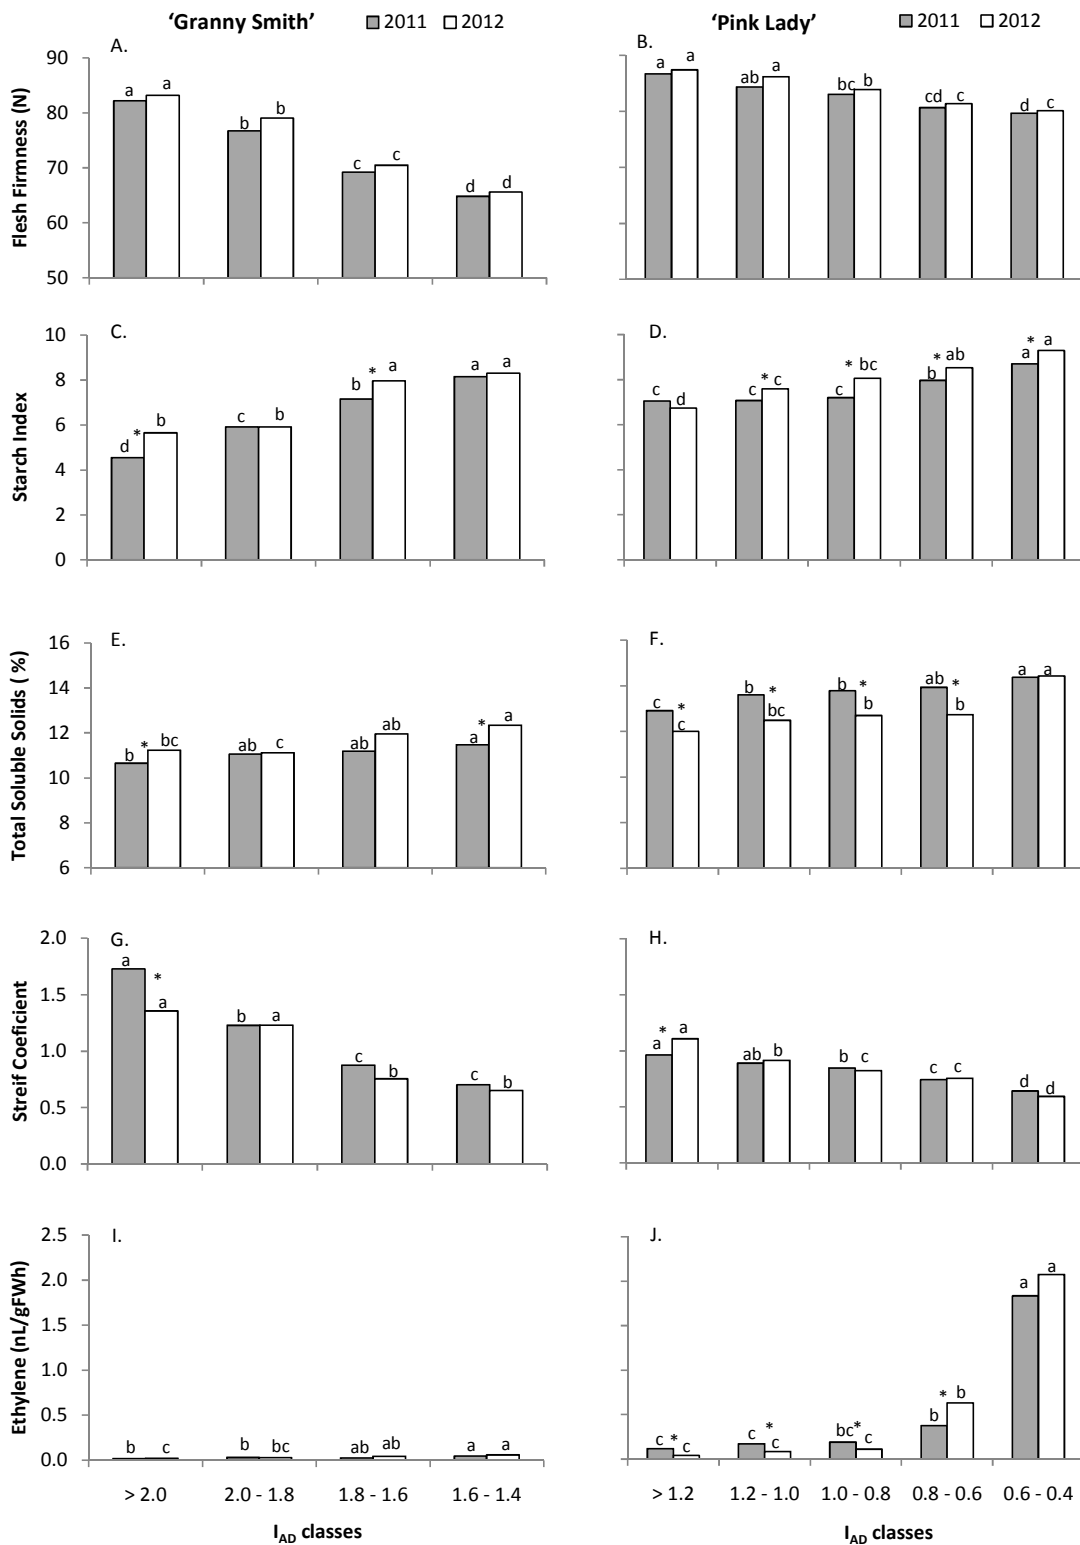 ‘Granny Smith’ 2011 2012 ‘Pink Lady’ 2011 2012
A.
Flesh Firmness (N)
90
80
70
60
50
a a
b b
c c
d d
B.
a a
ab a
bc b
cd c
d c
C.
Starch Index
10
8
6
4
2
0
d * b
c b
b * a
a a
D.
c d
c * c
c * bc
b * ab
a * a
E.
Total Soluble Solids ( %)
16
14
12
10
8
6
b * bc
ab c
ab ab
a * a
F.
c * c
b * bc
b * b
ab * b
a a
G.
Streif Coeficient
2.0
1.5
1.0
0.5
0.0
a * a
b a
c b
c b
H.
a * a
ab b
b c
c c
d d
I.
Ethylene (nL/gFWh)
2.5
2.0
1.5
1.0
0.5
0.0
b c
b bc
ab ab
a a
> 2.0 2.0 - 1.8 1.8 - 1.6 1.6 - 1.4
IAD classes
J.
c * c
c * c
bc * c
b * b
a a
> 1.2 1.2 - 1.0 1.0 - 0.8 0.8 - 0.6 0.6 - 0.4
IAD classes